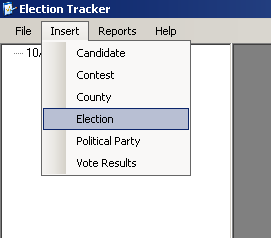 Election Tracker
File Insert Reports Help
10/
Candidate
Contest
County
Election
Political Party
Vote Results